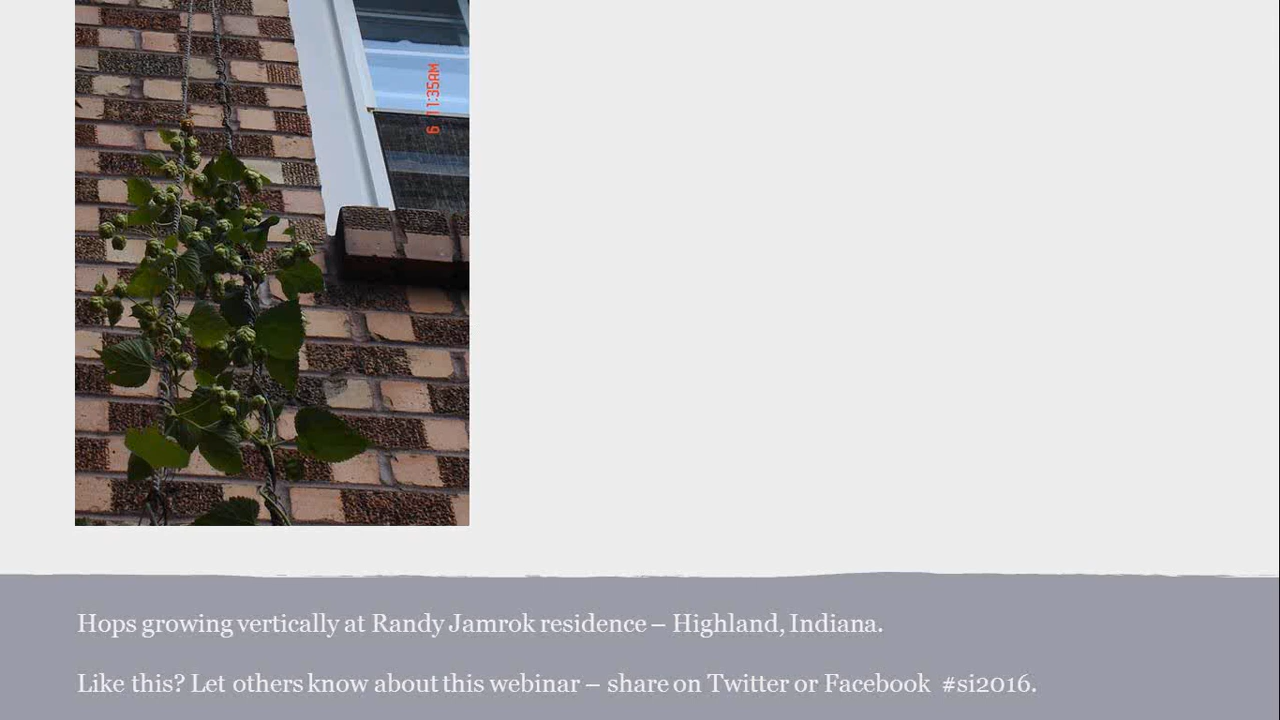 6 11:35AM
Hops growing vertically at Randy Jamrok residence – Highland, Indiana.
Like this? Let others know about this webinar – share on Twitter or Facebook #si2016.